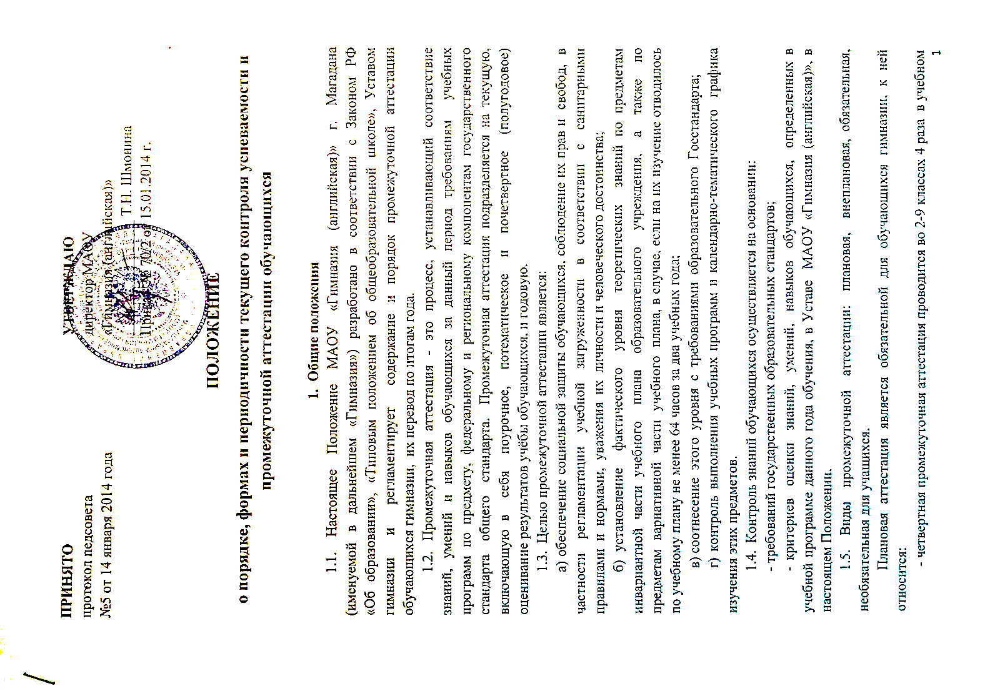 ПРИНЯТО
протокол педсовета
№5 от 14 января 2014 года
УТВЕРЖДАЮ
директор МАОУ
«Гимназия (английская)»
Т.Н. Шмонина
Приказ № 70/2 от 15.01.2014 г.
ПОЛОЖЕНИЕ
о порядке, формах и периодичности текущего контроля успеваемости и
промежуточной аттестации обучающихся
1. Общие положения
1.1. Настоящее Положение МАОУ «Гимназия (английская)» г. Магадана
(именуемой в дальнейшем «Гимназия») разработано в соответствии с Законом РФ
«Об образовании», «Типовым положением об общеобразовательной школе», Уставом
гимназии и регламентирует содержание и порядок промежуточной аттестации
обучающихся гимназии, их перевод по итогам года.
1.2. Промежуточная аттестация - это процесс, устанавливающий соответствие
знаний, умений и навыков обучающихся за данный период требованиям учебных
программ по предмету, федеральному и региональному компонентам государственного
стандарта общего стандарта. Промежуточная аттестация подразделяется на текущую,
включающую в себя поурочное, потематическое и почетвертное (полугодовое)
оценивание результатов учёбы обучающихся, и годовую.
1.3. Целью промежуточной аттестации является:
а) обеспечение социальной защиты обучающихся, соблюдение их прав и свобод, в
частности регламентации учебной загруженности в соответствии с санитарными
правилами и нормами, уважения их личности и человеческого достоинства;
б) установление фактического уровня теоретических знаний по предметам
инвариантной части учебного плана образовательного учреждения, а также по
предметам вариативной части учебного плана, в случае, если на их изучение отводилось
по учебному плану не менее 64 часов за два учебных года;
в) соотнесение этого уровня с требованиями образовательного Госстандарта;
г) контроль выполнения учебных программ и календарно-тематического графика
изучения этих предметов.
1.4. Контроль знаний обучающихся осуществляется на основании:
- требований государственных образовательных стандартов;
- критериев оценки знаний, умений, навыков обучающихся, определенных в
учебной программе данного года обучения, в Уставе МАОУ «Гимназия (английская)», в
настоящем Положении.
1.5. Виды промежуточной аттестации: плановая, внеплановая, обязательная,
необязательная для учащихся.
Плановая аттестация является обязательной для обучающихся гимназии, к ней
относится:
- четвертная промежуточная аттестация проводится во 2-9 классах 4 раза в учебном
1